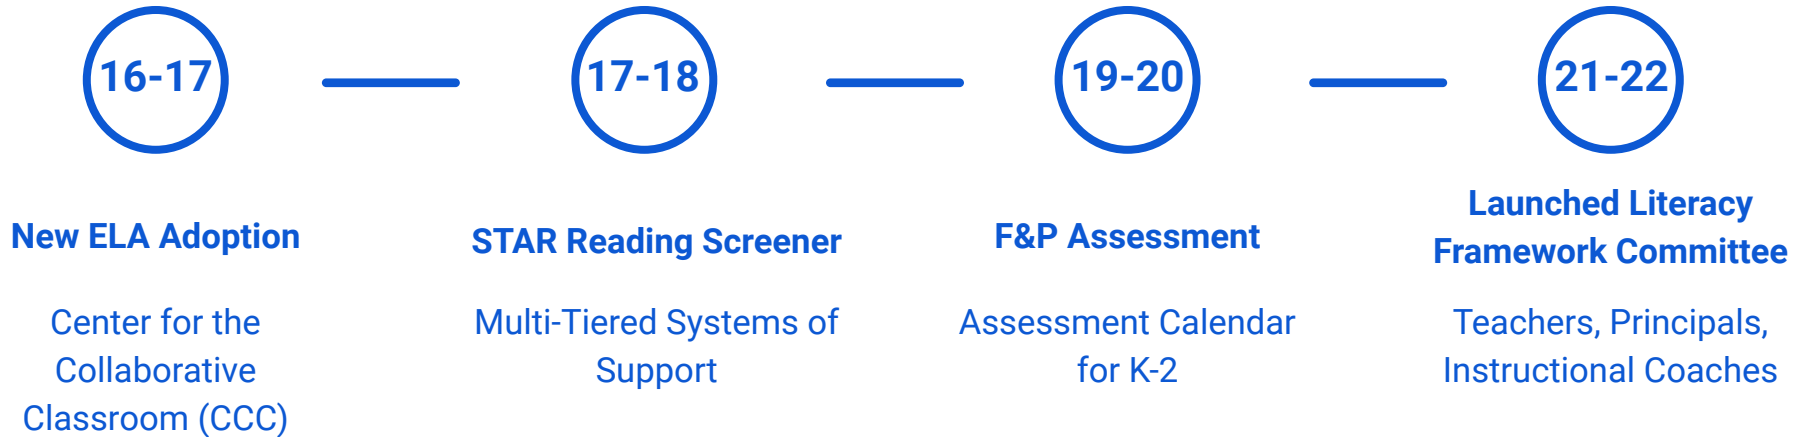 16-17
New ELA Adoption
Center for the
Collaborative
Classroom (CCC)
17-18
STAR Reading Screener
Multi-Tiered Systems of
Support
19-20
F&P Assessment
Assessment Calendar
for K-2
21-22
Launched Literacy
Framework Committee
Teachers, Principals,
Instructional Coaches